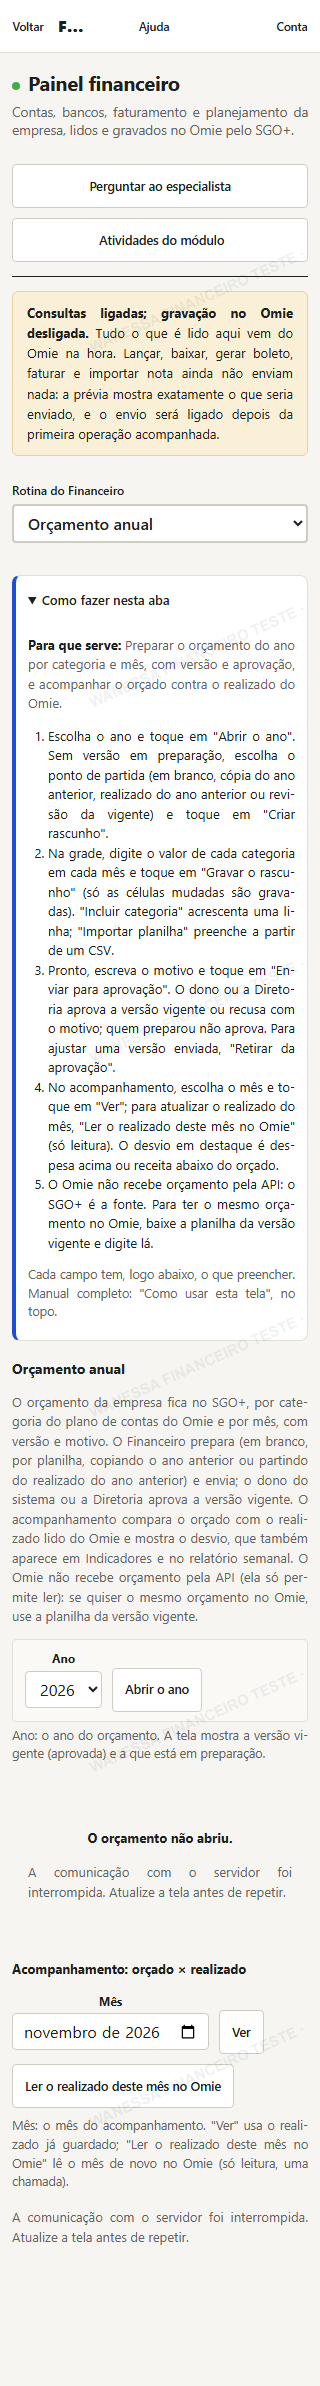 Voltar F... Ajuda Conta
Painel financeiro
Contas, bancos, faturamento e planejamento da
empresa, lidos e gravados no Omie pelo SGO+.
Perguntar ao especialista
Atividades do módulo
Consultas ligadas; gravação no Omie
desligada. Tudo o que é lido aqui vem do
Omie na hora. Lançar, baixar, gerar boleto,
faturar e importar nota ainda não enviam
nada: a prévia mostra exatamente o que seria
enviado, e o envio será ligado depois da
primeira operação acompanhada.
WANESSA FINANCEIRO TESTE ·
Rotina do Financeiro
Orçamento anual
▼ Como fazer nesta aba
Para que serve: Preparar o orçamento do ano
por categoria e mês, com versão e aprovação,
e acompanhar o orçado contra o realizado do
Omie.
WANESSA FINANCEIRO TESTE ·
1. Escolha o ano e toque em "Abrir o ano".
Sem versão em preparação, escolha o
ponto de partida (em branco, cópia do ano
anterior, realizado do ano anterior ou revi-
são da vigente) e toque em "Criar
rascunho".
2. Na grade, digite o valor de cada categoria
em cada mês e toque em "Gravar o rascu-
nho" (só as células mudadas são grava-
das). "Incluir categoria" acrescenta uma li-
nha; "Importar planilha" preenche a partir
de um CSV.
3. Pronto, escreva o motivo e toque em "En-
viar para aprovação". O dono ou a Direto-
ria aprova a versão vigente ou recusa com
o motivo; quem preparou não aprova. Para
ajustar uma versão enviada, "Retirar da
aprovação".
WANESSA FINANCEIRO TESTE ·
4. No acompanhamento, escolha o mês e to-
que em "Ver"; para atualizar o realizado do
mês, "Ler o realizado deste mês no Omie"
(só leitura). O desvio em destaque é des-
pesa acima ou receita abaixo do orçado.
5. O Omie não recebe orçamento pela API: o
SGO+ é a fonte. Para ter o mesmo orça-
mento no Omie, baixe a planilha da versão
vigente e digite lá.
Cada campo tem, logo abaixo, o que preencher.
Manual completo: "Como usar esta tela", no
topo.
Orçamento anual
WANESSA FINANCEIRO TESTE ·
O orçamento da empresa fica no SGO+, por cate-
goria do plano de contas do Omie e por mês, com
versão e motivo. O Financeiro prepara (em branco,
por planilha, copiando o ano anterior ou partindo
do realizado do ano anterior) e envia; o dono do
sistema ou a Diretoria aprova a versão vigente. O
acompanhamento compara o orçado com o reali-
zado lido do Omie e mostra o desvio, que também
aparece em Indicadores e no relatório semanal. O
Omie não recebe orçamento pela API (ela só per-
mite ler): se quiser o mesmo orçamento no Omie,
use a planilha da versão vigente.
Ano
2026 Abrir o ano
WANESSA FINANCEIRO TESTE ·
Ano: o ano do orçamento. A tela mostra a versão vi-
gente (aprovada) e a que está em preparação.
O orçamento não abriu.
A comunicação com o servidor foi
interrompida. Atualize a tela antes de repetir.
Acompanhamento: orçado × realizado
Mês
novembro de 2026 Ver
Ler o realizado deste mês no Omie
WANESSA FINANCEIRO TESTE ·
Mês: o mês do acompanhamento. "Ver" usa o reali-
zado já guardado; "Ler o realizado deste mês no
Omie" lê o mês de novo no Omie (só leitura, uma
chamada).
A comunicação com o servidor foi interrompida.
Atualize a tela antes de repetir.